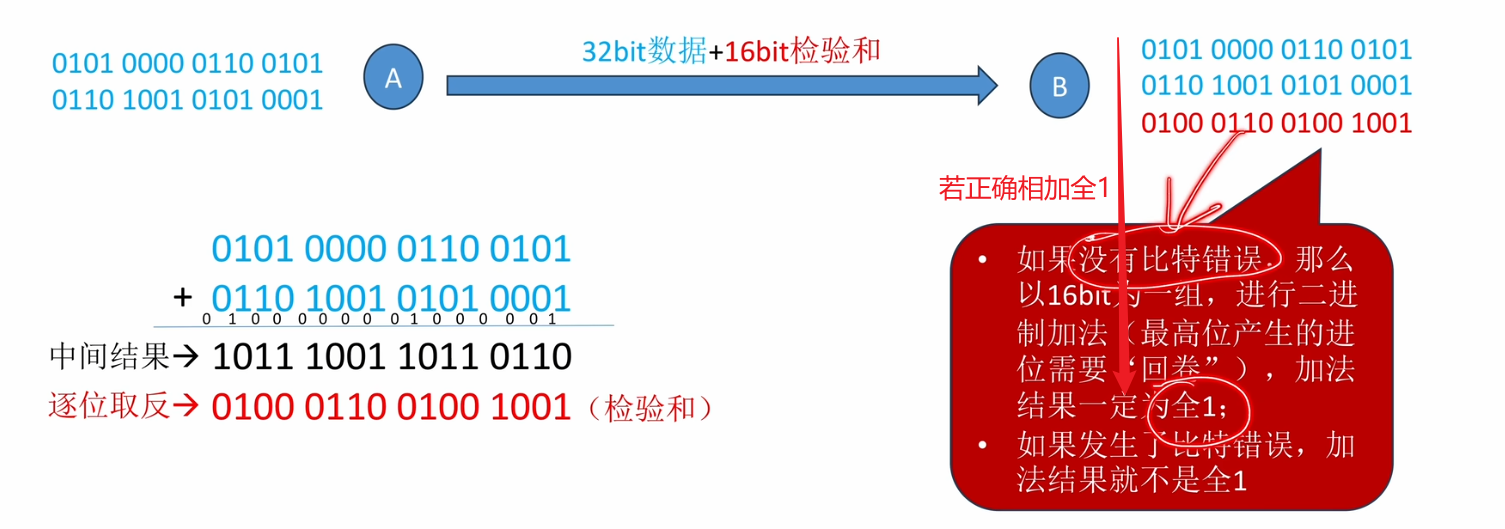 0101 0000 0110 0101
0110 1001 0101 0001
A
32bit数据+16bit检验和
B
0101 0000 0110 0101
0110 1001 0101 0001
0100 0110 0100 1001
若正确相加全1
0101 0000 0110 0101
+ 0110 1001 0101 0001
0 1 0 0 0 0 0 0 0 1 0 0 0 0 0 1
中间结果→ 1011 1001 1011 0110
逐位取反→ 0100 0110 0100 1001（检验和）
• 如果没有比特错误，那么
以16bit为一组，进行二进
制加法（最高位产生的进
位需要“回卷”），加法
结果一定为全1；
• 如果发生了比特错误，加
法结果就不是全1